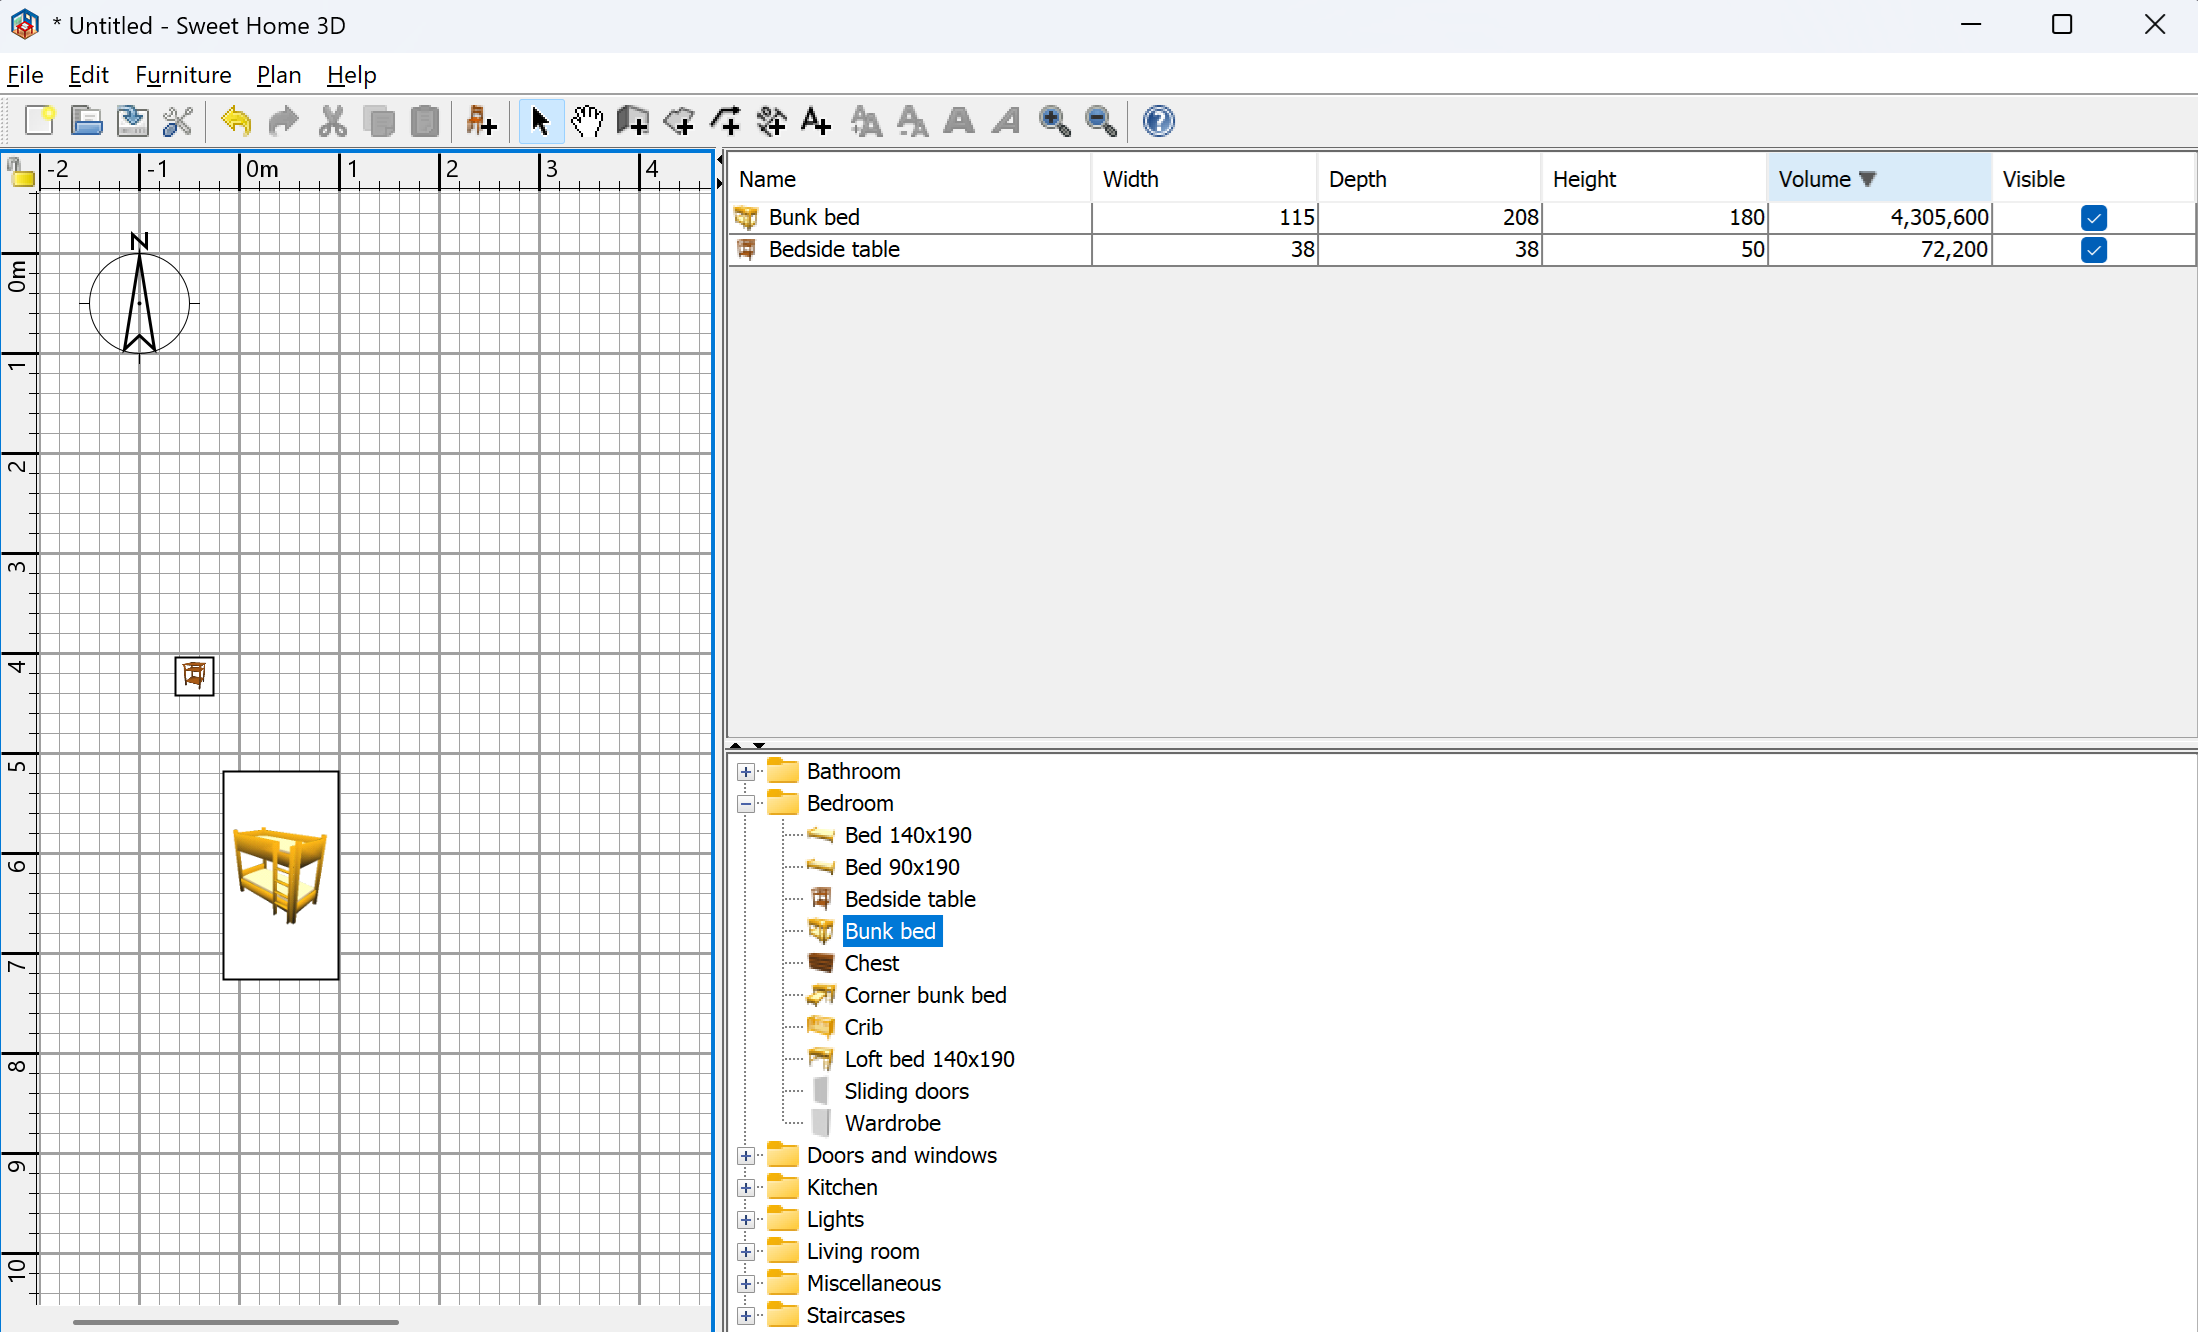 * Untitled - Sweet Home 3D
File Edit Furniture Plan Help
-2 -1 0m 1 2 3 4
Name Width Depth Height Volume Visible
Bunk bed 115 208 180 4,305,600
Bedside table 38 38 50 72,200
N
0m
1
2
3
4
5
6
7
8
9
10
Bathroom
Bedroom
Bed 140x190
Bed 90x190
Bedside table
Bunk bed
Chest
Corner bunk bed
Crib
Loft bed 140x190
Sliding doors
Wardrobe
Doors and windows
Kitchen
Lights
Living room
Miscellaneous
Staircases